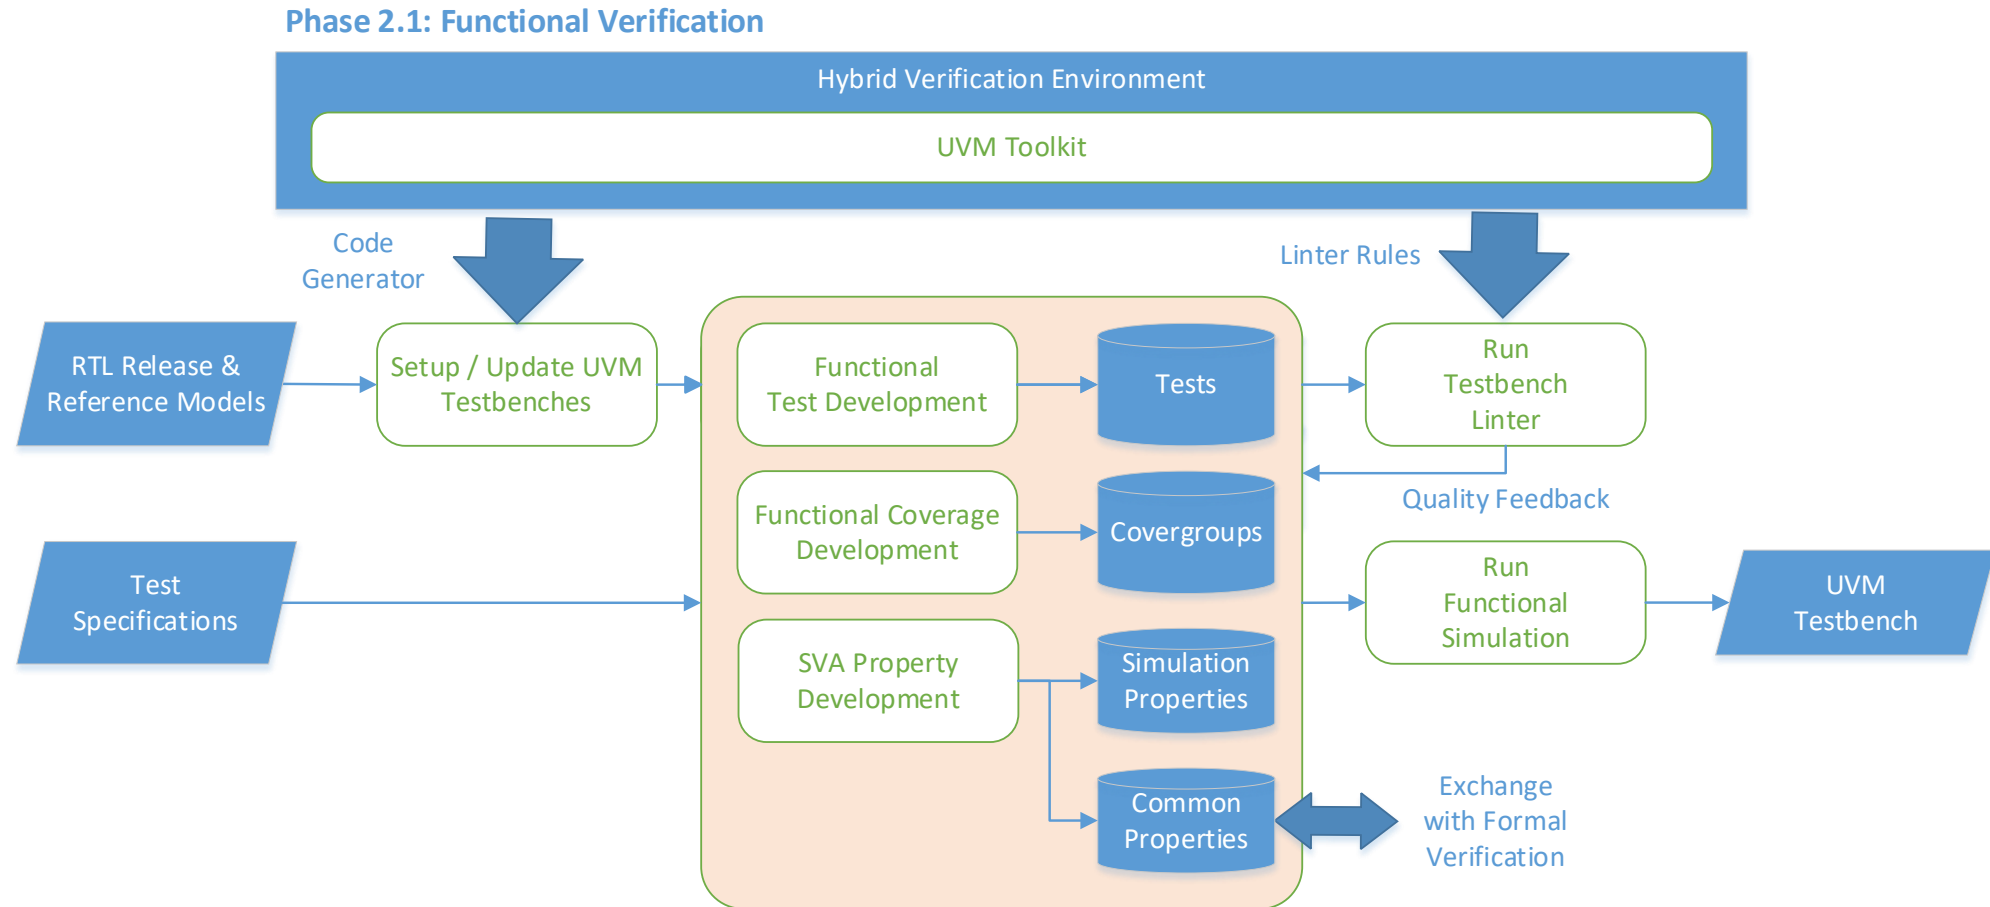 Phase 2.1: Functional Verification
Hybrid Verification Environment
UVM Toolkit
Code
Generator
Linter Rules
RTL Release &
Reference Models
Setup / Update UVM
Testbenches
Functional
Test Development
Tests
Run
Testbench
Linter
Quality Feedback
Functional Coverage
Development
Covergroups
Test
Specifications
Run
Functional
Simulation
UVM
Testbench
SVA Property
Development
Simulation
Properties
Common
Properties
Exchange
with Formal
Verification